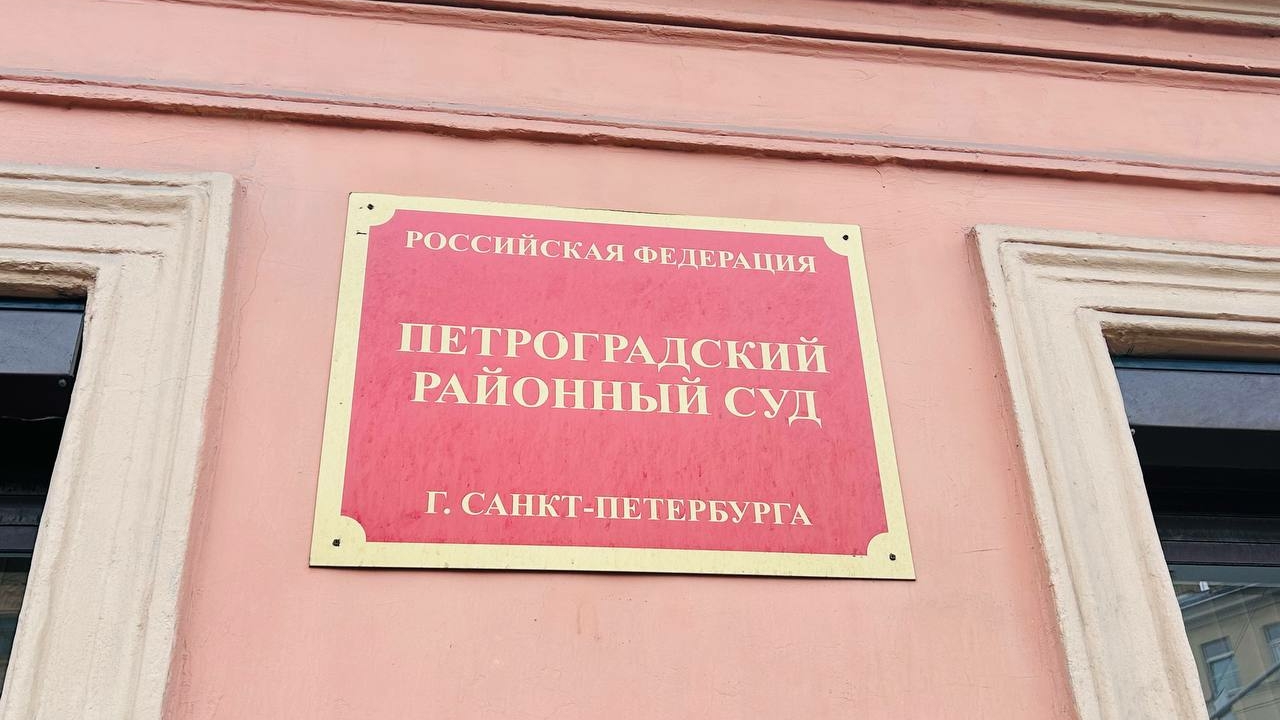 РОССИЙСКАЯ ФЕДЕРАЦИЯ
ПЕТРОГРАДСКИЙ
РАЙОННЫЙ СУД
Г. САНКТ-ПЕТЕРБУРГА